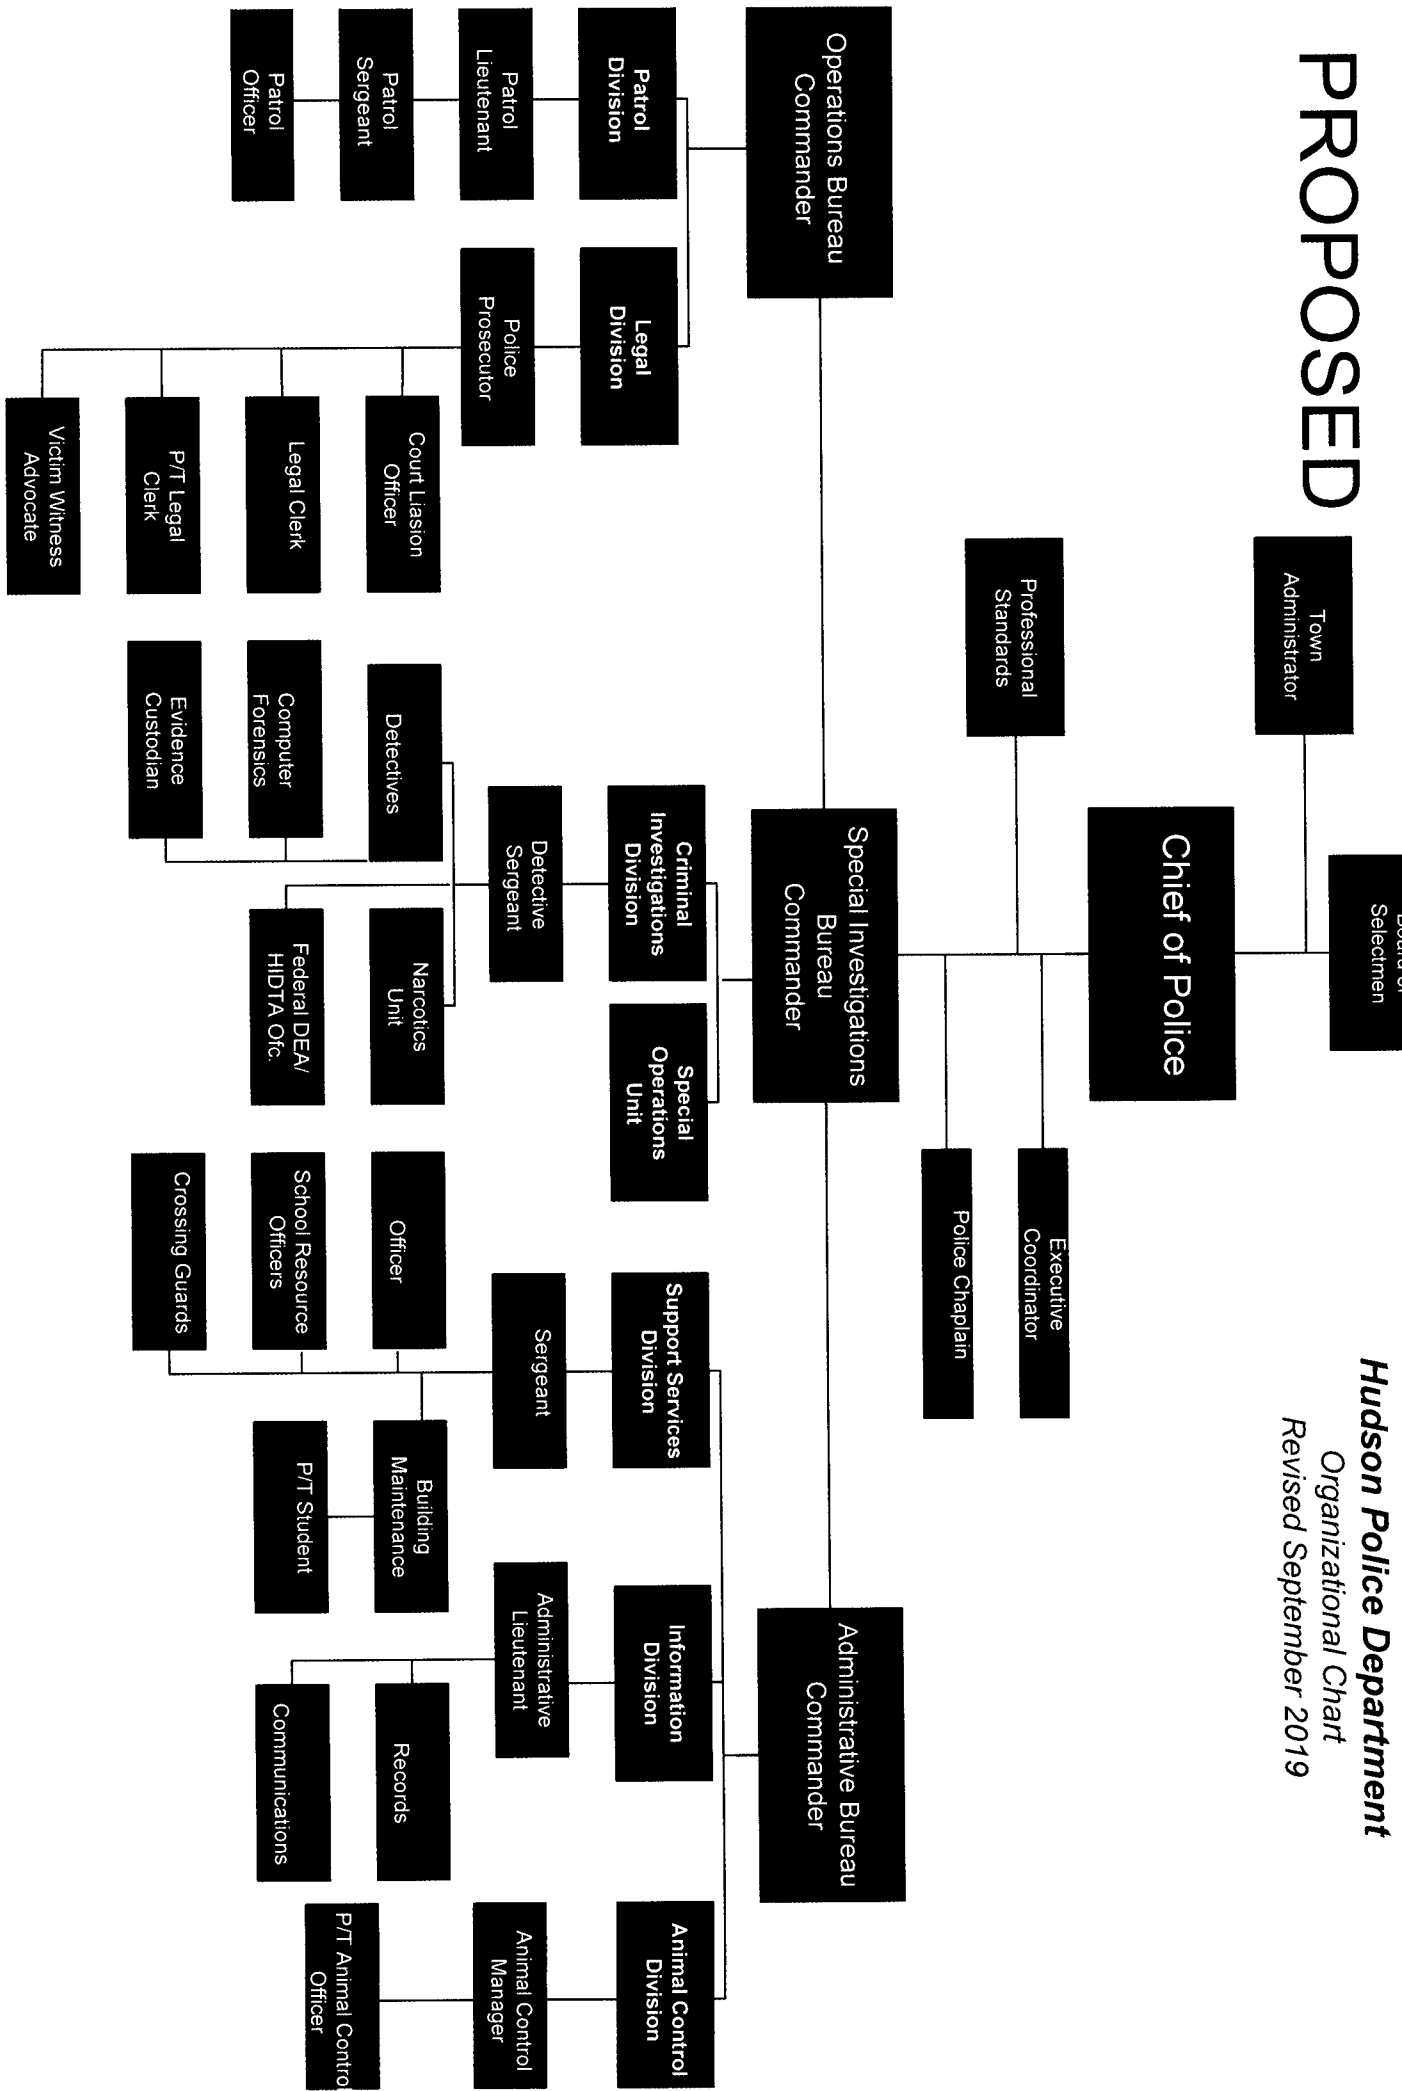 PROPOSED
Hudson Police Department
Organizational Chart
Revised September 2019
Selectmen
Town
Administrator
Chief of Police
Professional
Standards
Executive
Coordinator
Police Chaplain
Operations Bureau
Commander
Special Investigations
Bureau
Commander
Administrative Bureau
Commander
Patrol
Division
Legal
Division
Criminal
Investigations
Division
Special
Operations
Unit
Support Services
Division
Information
Division
Animal Control
Division
Patrol
Lieutenant
Police
Prosecutor
Detective
Sergeant
Sergeant
Administrative
Lieutenant
Animal Control
Manager
Patrol
Sergeant
Court Liasion
Officer
Detectives
Narcotics
Unit
Officer
Building
Maintenance
Records
P/T Animal Contro
Officer
Patrol
Officer
Legal Clerk
Computer
Forensics
Federal DEA/
HIDTA Ofc.
School Resource
Officers
P/T Student
Communications
P/T Legal
Clerk
Evidence
Custodian
Crossing Guards
Victim Witness
Advocate